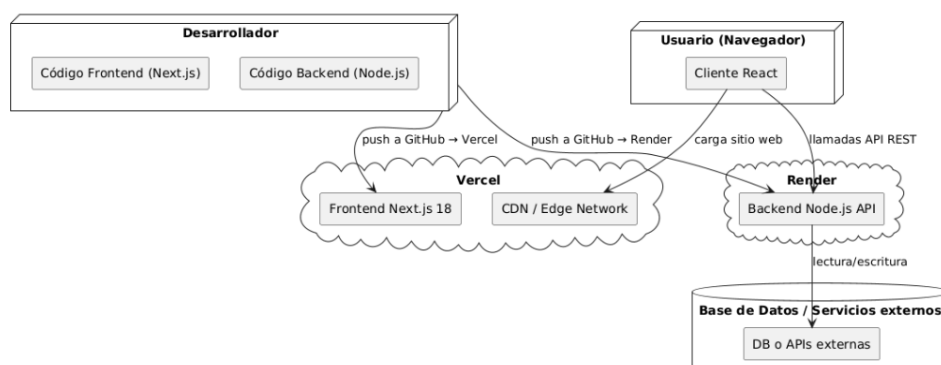 Desarrollador
Código Frontend (Next.js)
Código Backend (Node.js)
Usuario (Navegador)
Cliente React
push a GitHub → Vercel
push a GitHub → Render
carga sitio web
llamadas API REST
Vercel
Frontend Next.js 18
CDN / Edge Network
Render
Backend Node.js API
lectura/escritura
Base de Datos / Servicios externos
DB o APIs externas